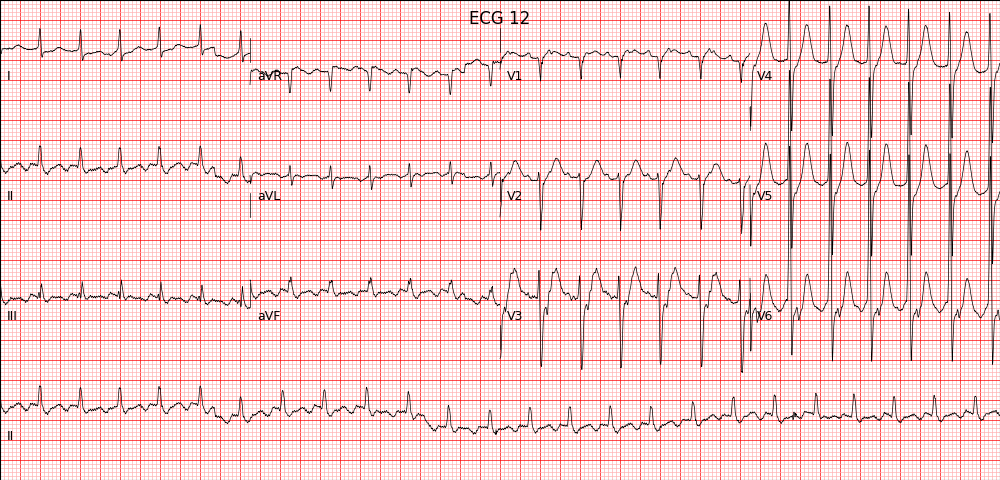 ECG 12
I aVR V1 V4
II aVL V2 V5
III aVF V3 V6
II